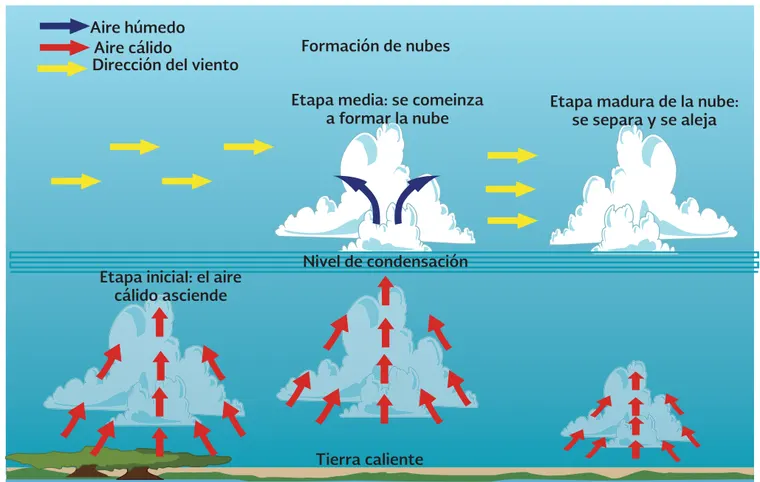 Aire húmedo
Aire cálido
Dirección del viento
Formación de nubes
Etapa media: se comeinza
a formar la nube
Etapa madura de la nube:
se separa y se aleja
Nivel de condensación
Etapa inicial: el aire
cálido asciende
Tierra caliente